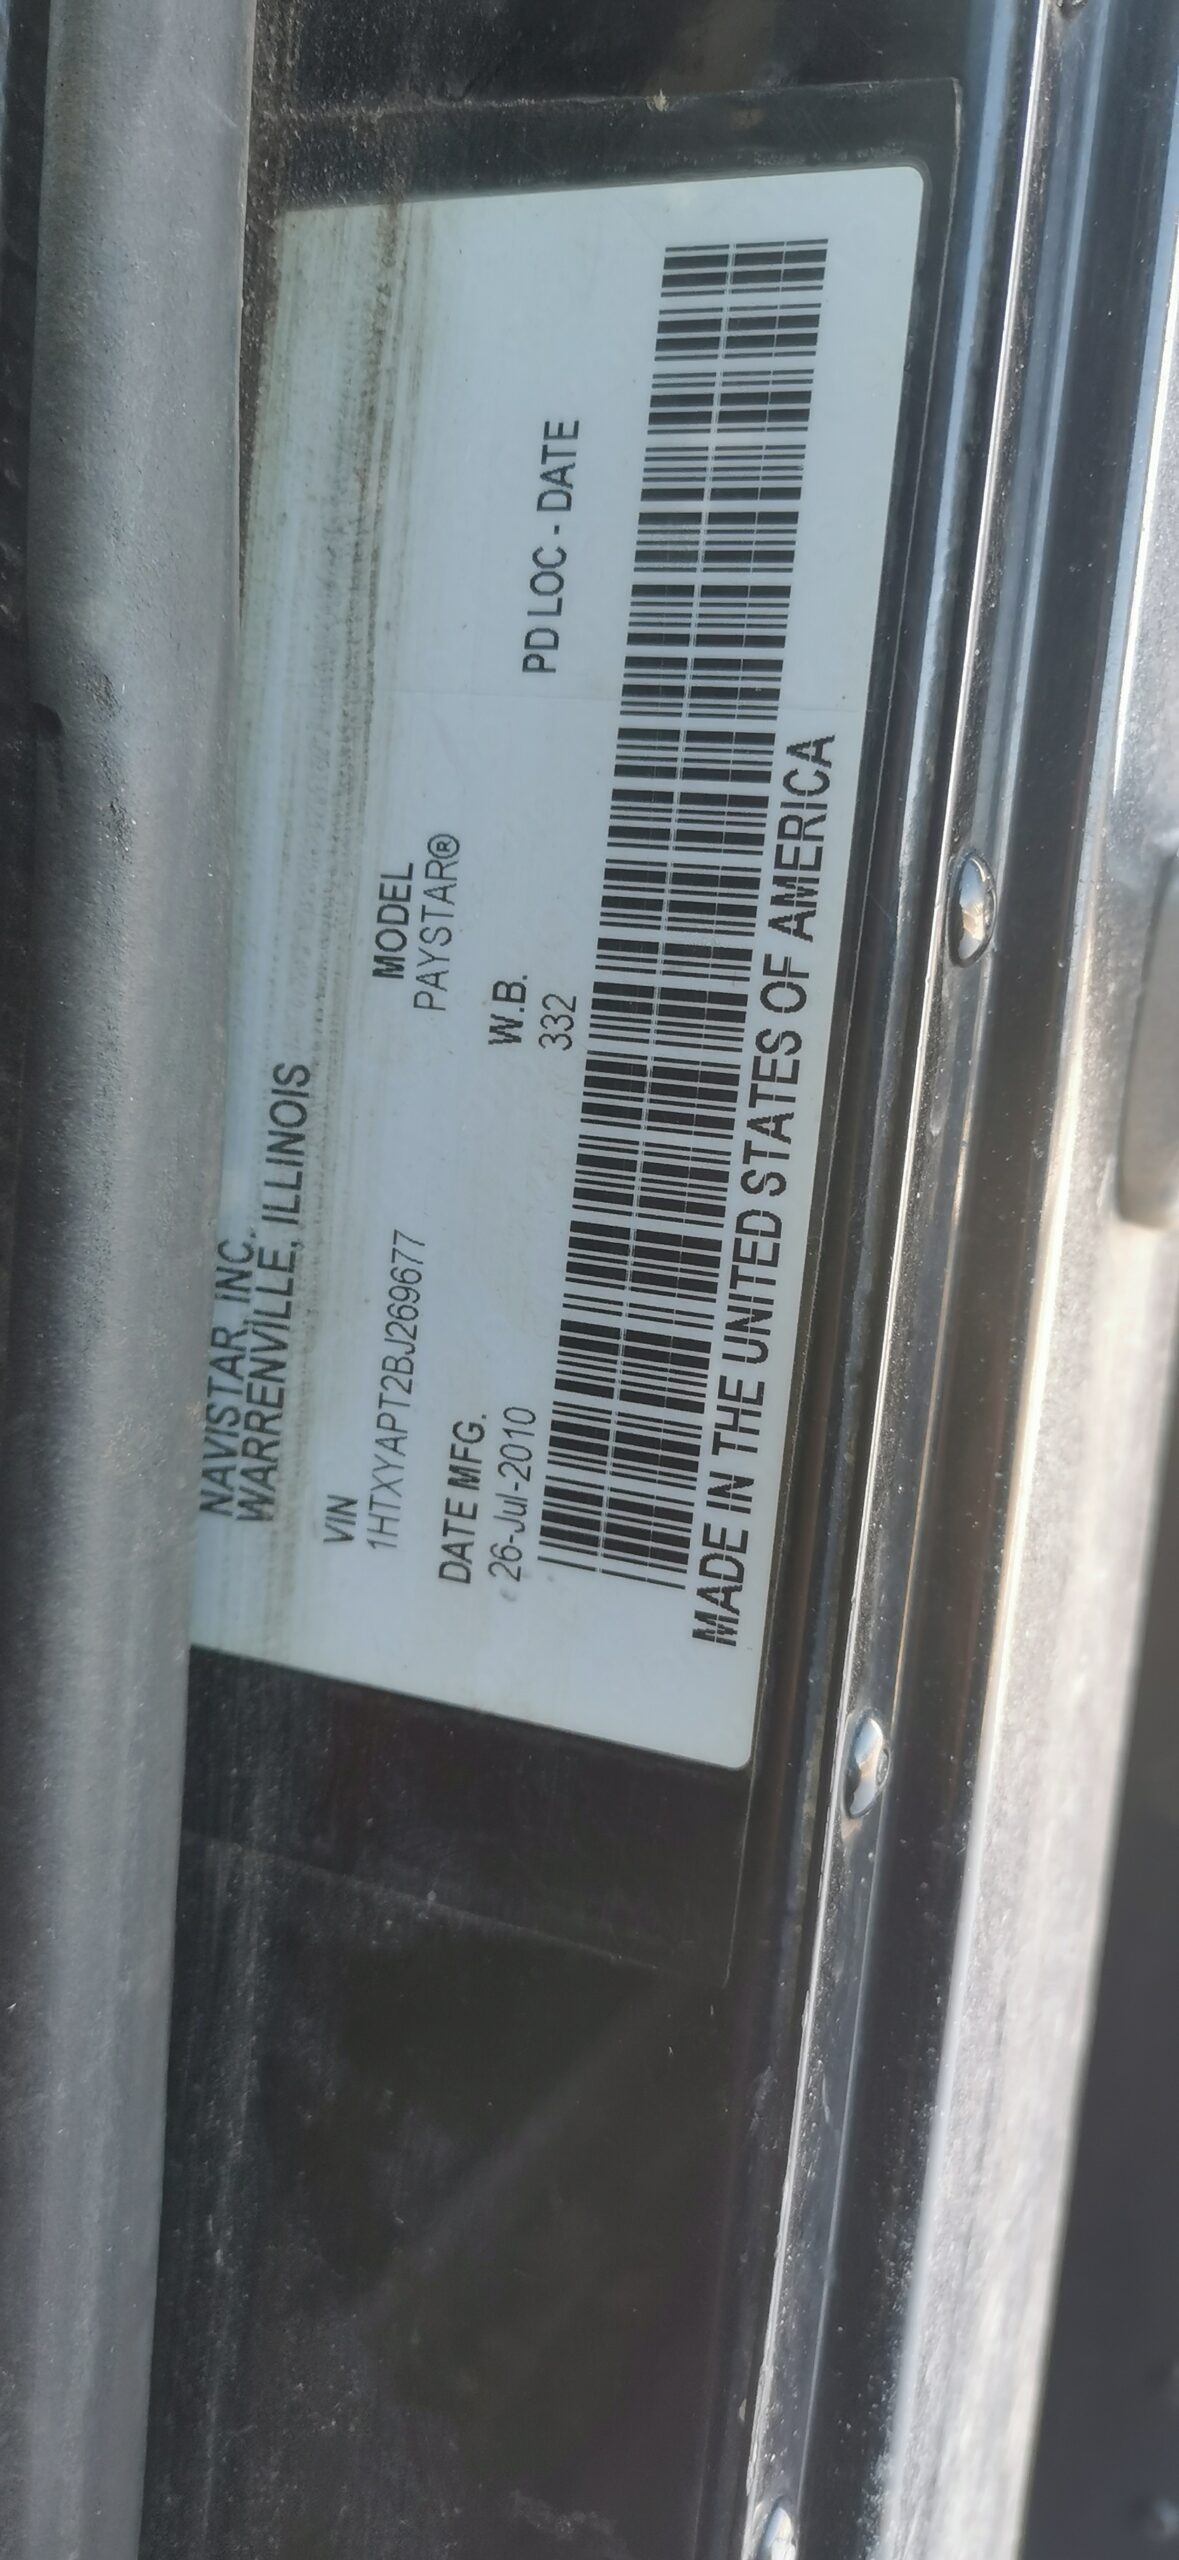 NAVISTAR, INC.
WARRENVILLE, ILLINOIS
VIN
1HTXYAPT2BJ269677
MODEL
PAYSTAR®
DATE MFG.
26-Jul-2010
W.B.
332
PD LOC - DATE
MADE IN THE UNITED STATES OF AMERICA